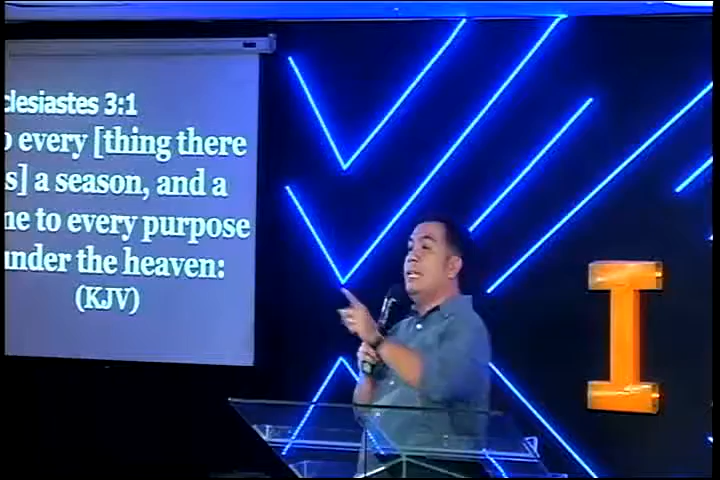 clesiastes 3:1
o every [thing there
s] a season, and a
me to every purpose
under the heaven:
(KJV)
I